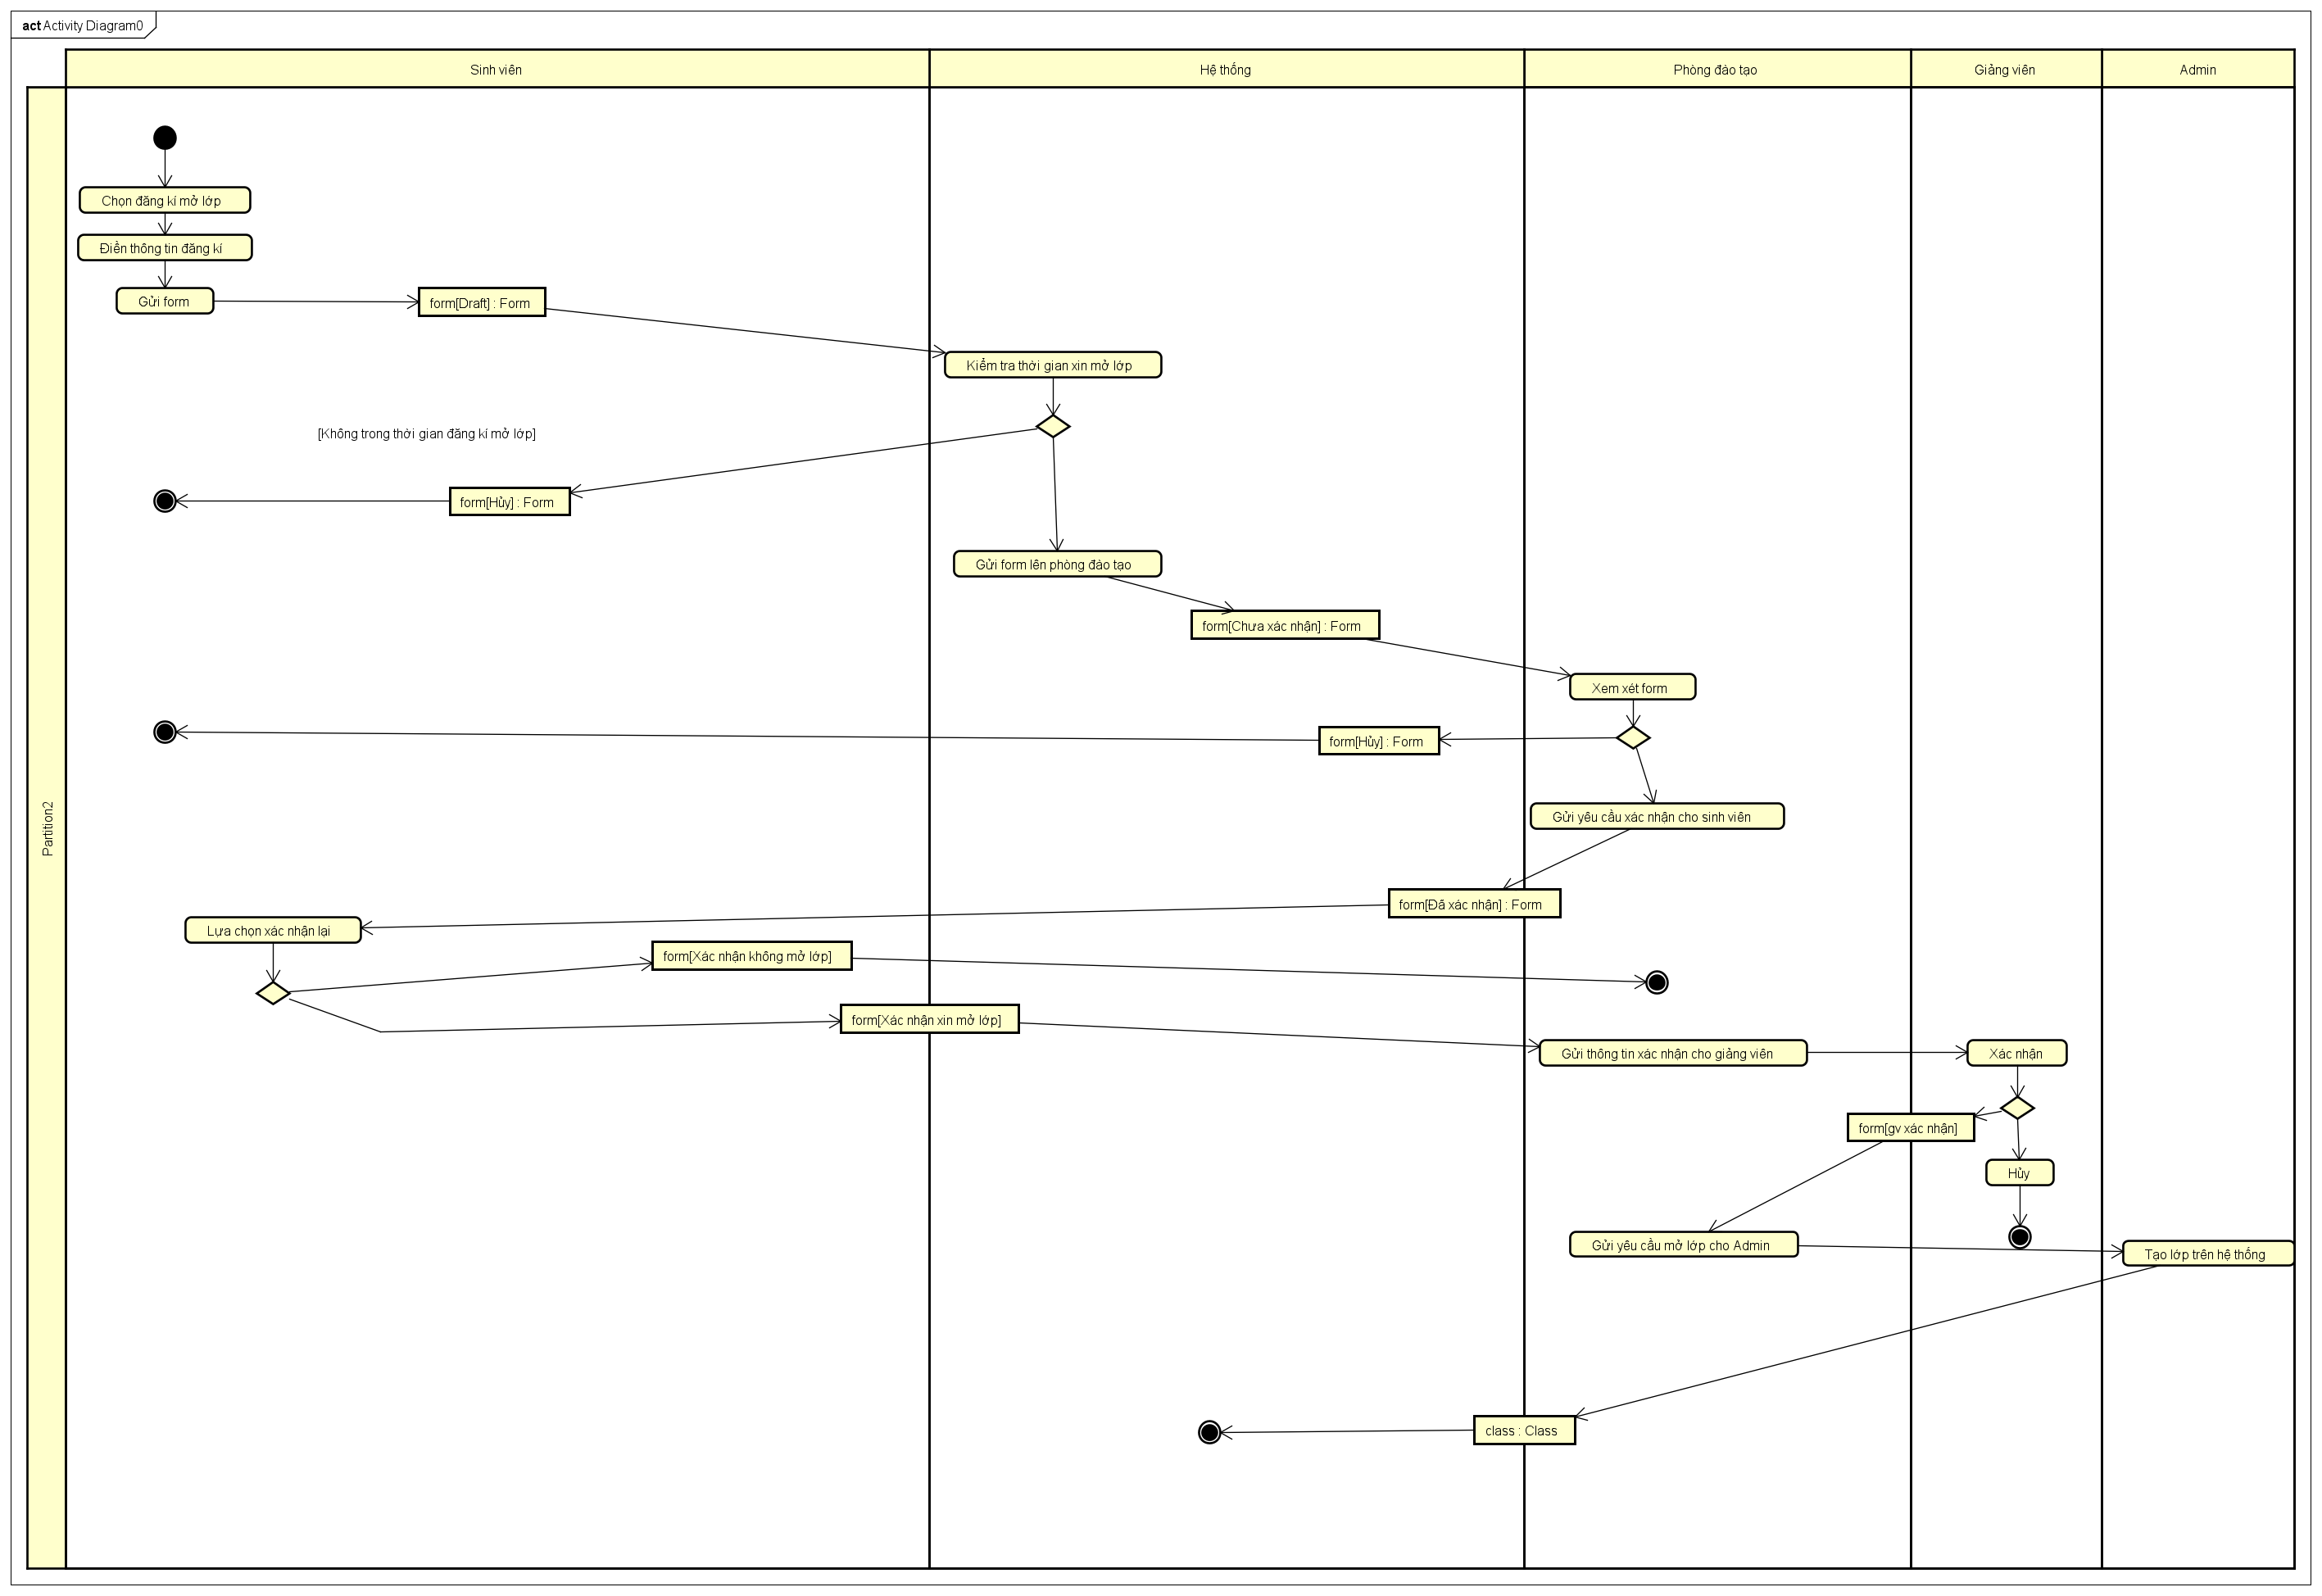 act Activity Diagram0
Sinh viên
Hệ thống
Phòng đào tạo
Giảng viên
Admin
Partition2
Chọn đăng kí mở lớp
Điền thông tin đăng kí
Gửi form
form[Draft] : Form
Kiểm tra thời gian xin mở lớp
[Không trong thời gian đăng kí mở lớp]
form[Hủy] : Form
Gửi form lên phòng đào tạo
form[Chưa xác nhận] : Form
Xem xét form
form[Hủy] : Form
Gửi yêu cầu xác nhận cho sinh viên
form[Đã xác nhận] : Form
Lựa chọn xác nhận lại
form[Xác nhận không mở lớp]
form[Xác nhận xin mở lớp]
Gửi thông tin xác nhận cho giảng viên
Xác nhận
form[gv xác nhận]
Hủy
Gửi yêu cầu mở lớp cho Admin
Tạo lớp trên hệ thống
class : Class